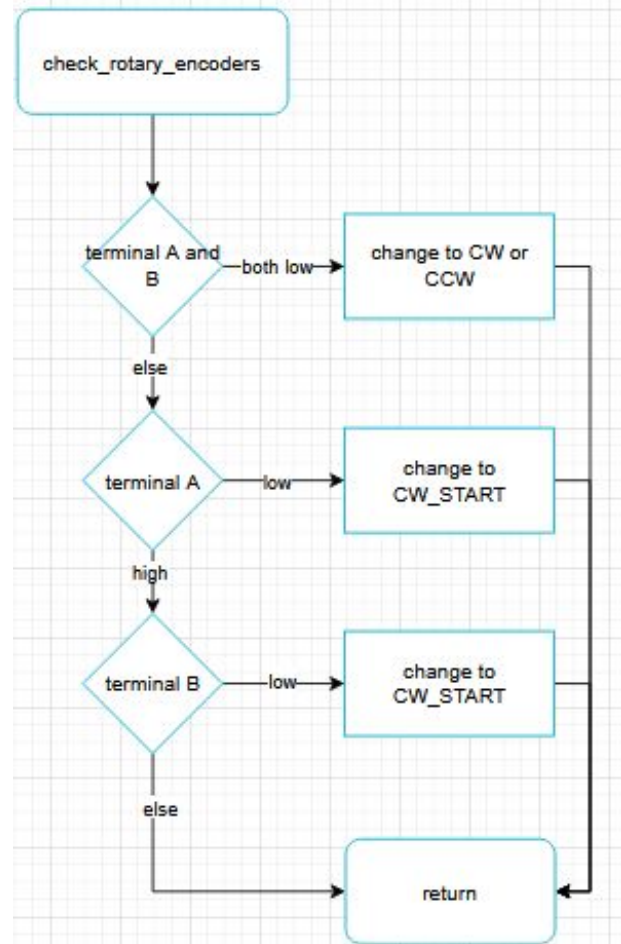 check_rotary_encoders
terminal A and
B
both low
change to CW or
CCW
else
terminal A
low
change to
CW_START
high
terminal B
low
change to
CW_START
else
return